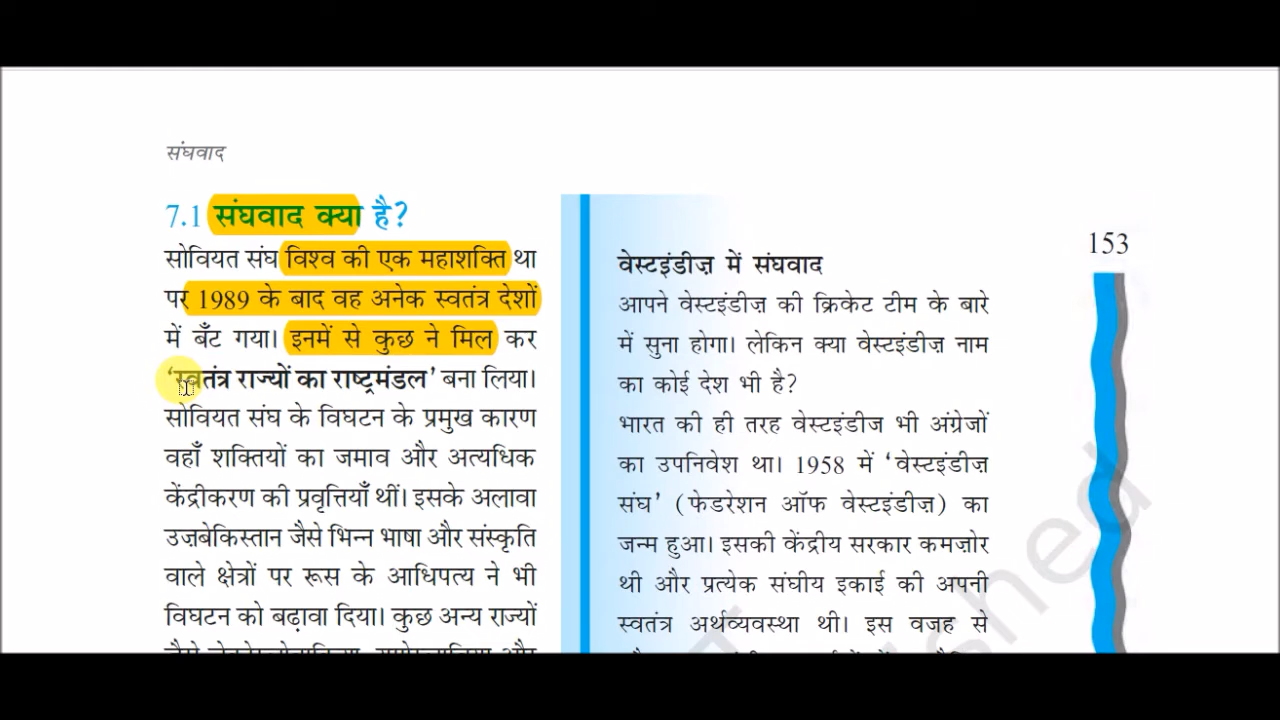 संघवाद
7.1 संघवाद क्या है?
सोवियत संघ विश्व की एक महाशक्ति था
पर 1989 के बाद वह अनेक स्वतंत्र देशों
में बँट गया। इनमें से कुछ ने मिल कर
‘स्वतंत्र राज्यों का राष्ट्रमंडल’ बना लिया।
सोवियत संघ के विघटन के प्रमुख कारण
वहाँ शक्तियों का जमाव और अत्यधिक
केंद्रीकरण की प्रवृत्तियाँ थीं। इसके अलावा
उज़बेकिस्तान जैसे भिन्न भाषा और संस्कृति
वाले क्षेत्रों पर रूस के आधिपत्य ने भी
विघटन को बढ़ावा दिया। कुछ अन्य राज्यों
वेस्टइंडीज़ में संघवाद
आपने वेस्टइंडीज़ की क्रिकेट टीम के बारे
में सुना होगा। लेकिन क्या वेस्टइंडीज़ नाम
का कोई देश भी है?
भारत की ही तरह वेस्टइंडीज भी अंग्रेजों
का उपनिवेश था। 1958 में ‘वेस्टइंडीज़
संघ’ (फेडरेशन ऑफ वेस्टइंडीज़) का
जन्म हुआ। इसकी केंद्रीय सरकार कमज़ोर
थी और प्रत्येक संघीय इकाई की अपनी
स्वतंत्र अर्थव्यवस्था थी। इस वजह से
153
shed